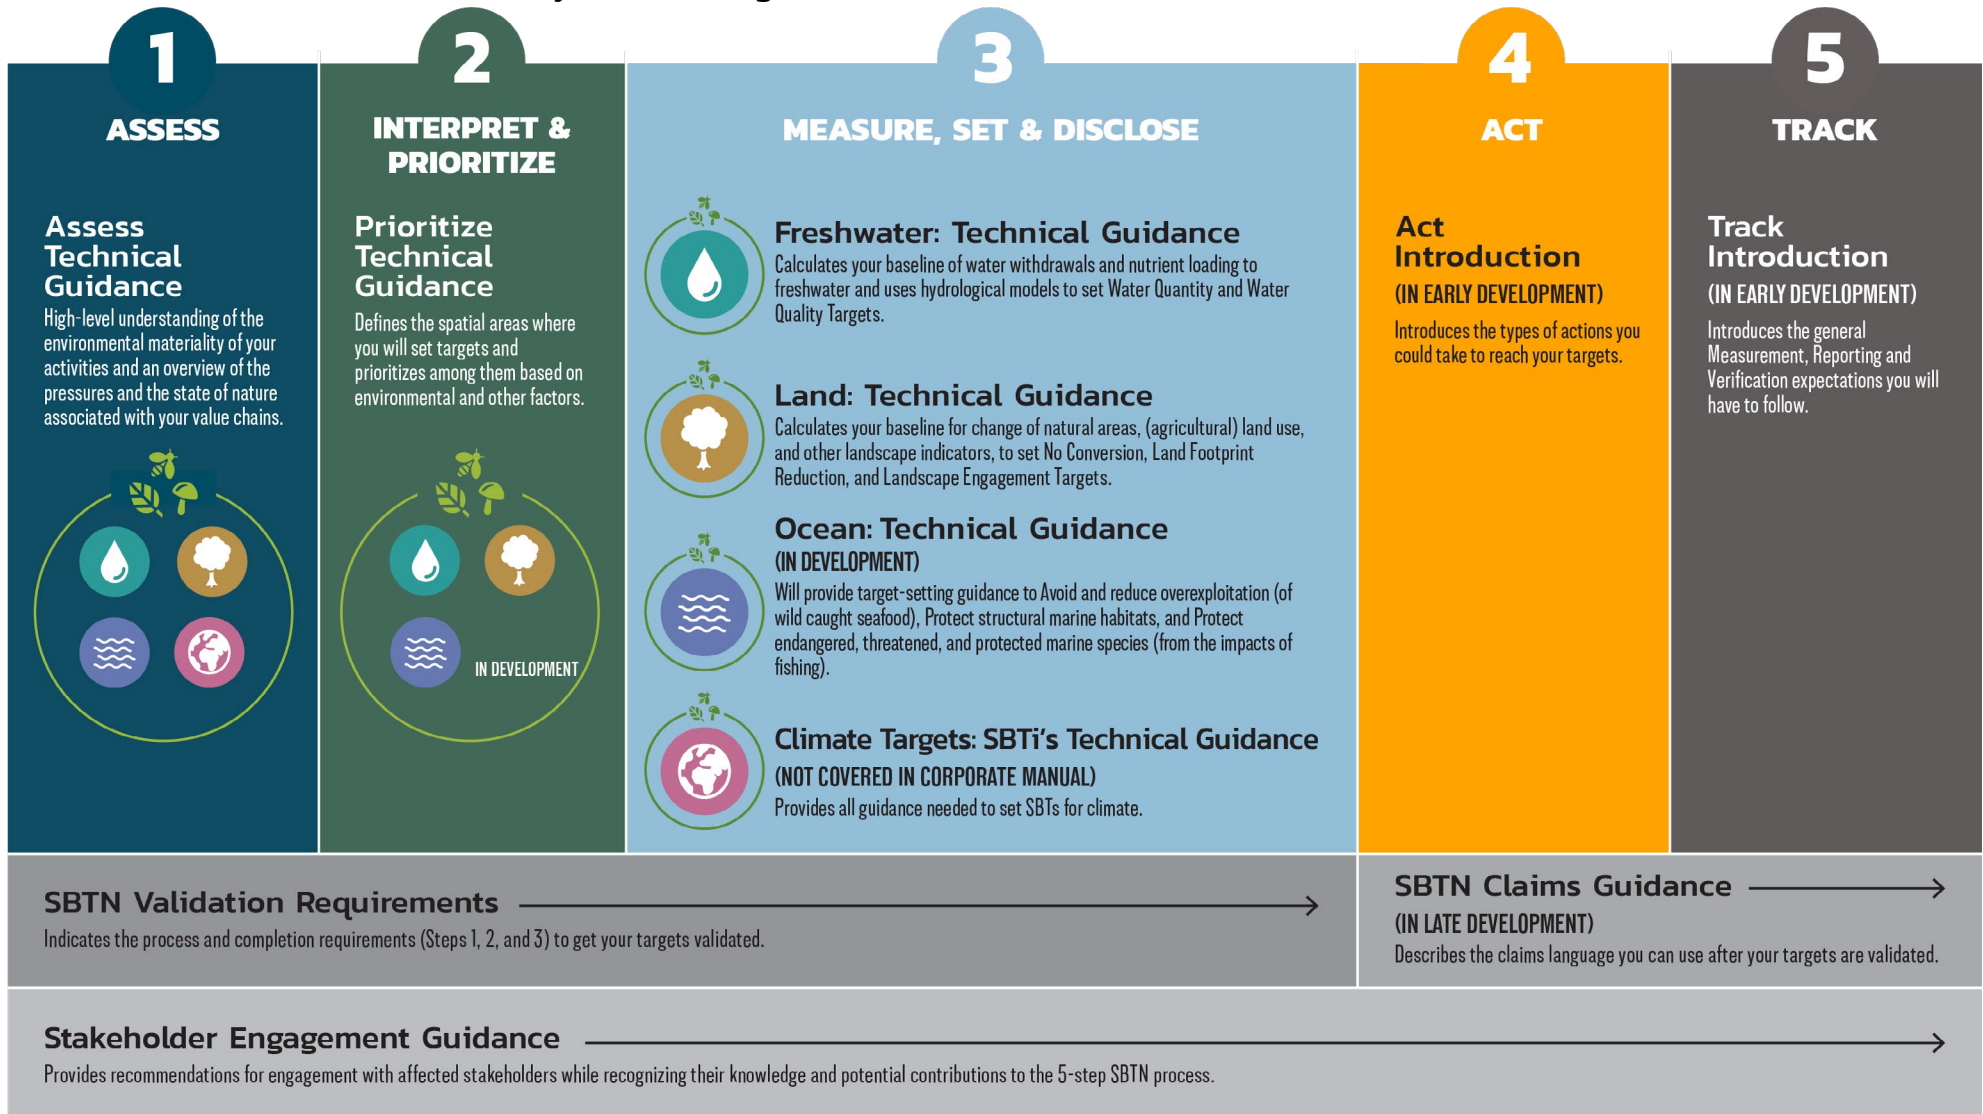 1
ASSESS
Assess
Technical
Guidance
High-level understanding of the
environmental materiality of your
activities and an overview of the
pressures and the state of nature
associated with your value chains.
2
INTERPRET &
PRIORITIZE
Prioritize
Technical
Guidance
Defines the spatial areas where
you will set targets and
prioritizes among them based on
environmental and other factors.
IN DEVELOPMENT
3
MEASURE, SET & DISCLOSE
Freshwater: Technical Guidance
Calculates your baseline of water withdrawals and nutrient loading to
freshwater and uses hydrological models to set Water Quantity and Water
Quality Targets.
Land: Technical Guidance
Calculates your baseline for change of natural areas, (agricultural) land use,
and other landscape indicators, to set No Conversion, Land Footprint
Reduction, and Landscape Engagement Targets.
Ocean: Technical Guidance
(IN DEVELOPMENT)
Will provide target-setting guidance to Avoid and reduce overexploitation (of
wild caught seafood), Protect structural marine habitats, and Protect
endangered, threatened, and protected marine species (from the impacts of
fishing).
Climate Targets: SBTi's Technical Guidance
(NOT COVERED IN CORPORATE MANUAL)
Provides all guidance needed to set SBTs for climate.
4
ACT
Act
Introduction
(IN EARLY DEVELOPMENT)
Introduces the types of actions you
could take to reach your targets.
5
TRACK
Track
Introduction
(IN EARLY DEVELOPMENT)
Introduces the general
Measurement, Reporting and
Verification expectations you will
have to follow.
SBTN Validation Requirements
Indicates the process and completion requirements (Steps 1, 2, and 3) to get your targets validated.
SBTN Claims Guidance
(IN LATE DEVELOPMENT)
Describes the claims language you can use after your targets are validated.
Stakeholder Engagement Guidance
Provides recommendations for engagement with affected stakeholders while recognizing their knowledge and potential contributions to the 5-step SBTN process.